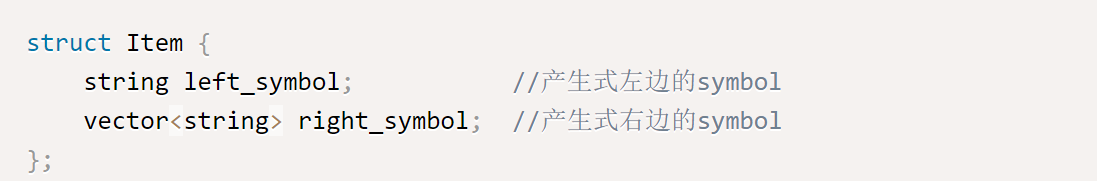 struct Item {
    string left_symbol;           //产生式左边的symbol
    vector<string> right_symbol;  //产生式右边的symbol
};